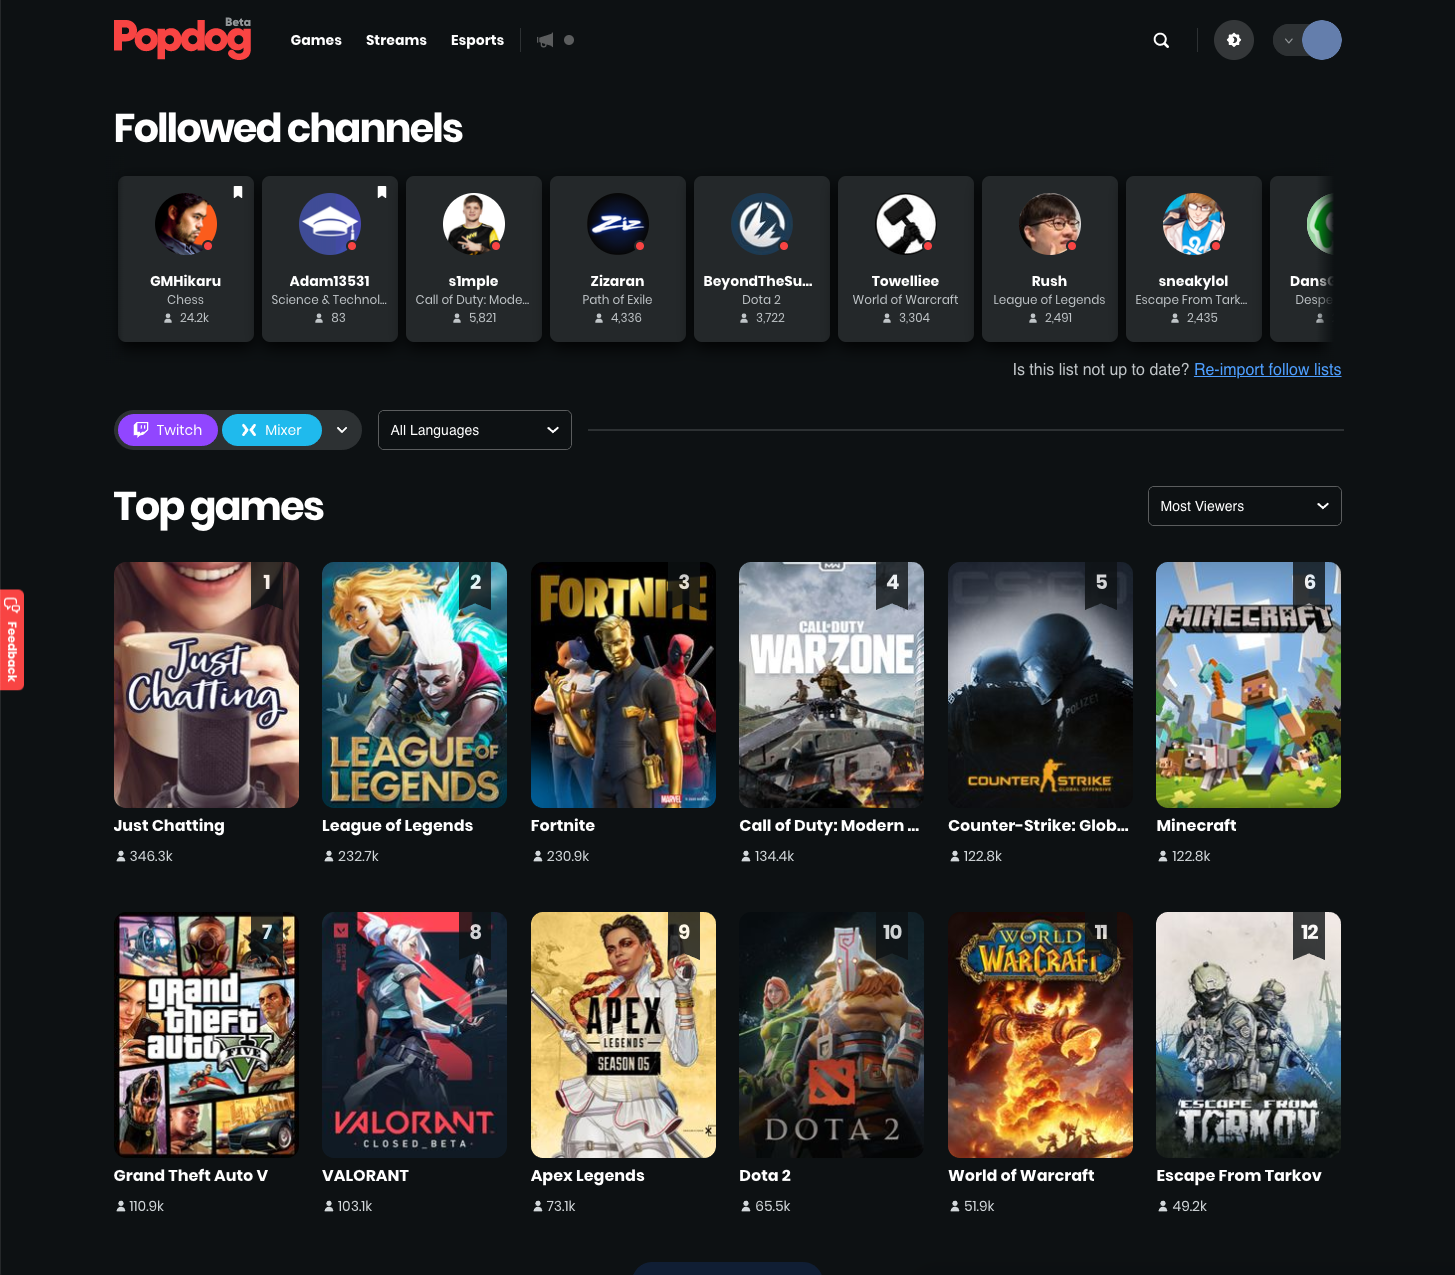 Popdog
Beta
Games
Streams
Esports
Followed channels
GMHikaru
Chess
24.2k
Adam13531
Science & Technol...
83
s1mple
Call of Duty: Mode...
5,821
Ziz
Zizaran
Path of Exile
4,336
BeyondTheSu...
Dota 2
3,722
Towelliee
World of Warcraft
3,304
Rush
League of Legends
2,491
sneakylol
Escape From Tark...
2,435
Is this list not up to date? Re-import follow lists
Twitch
Mixer
All Languages
Top games
Most Viewers
Feedback
1
Just
Chatting
Just Chatting
346.3k
2
LEAGUE OF
LEGENDS
League of Legends
232.7k
3
FORTNITE
MARVEL
Fortnite
230.9k
4
CALL OF DUTY
WARZONE
Call of Duty: Modern ...
134.4k
5
CS:GO
POLIZEI
COUNTER STRIKE
GLOBAL OFFENSIVE
Counter-Strike: Glob...
122.8k
6
MINECRAFT
Minecraft
122.8k
7
grand
theft
auto
FIVE
Grand Theft Auto V
110.9k
8
VALORANT
CLOSED_BETA
VALORANT
103.1k
9
APEX
LEGENDS
SEASON 05
Apex Legends
73.1k
10
DOTA 2
Dota 2
65.5k
11
WORLD
WARCRAFT
World of Warcraft
51.9k
12
ESCAPE FROM
TARKOV
Escape From Tarkov
49.2k